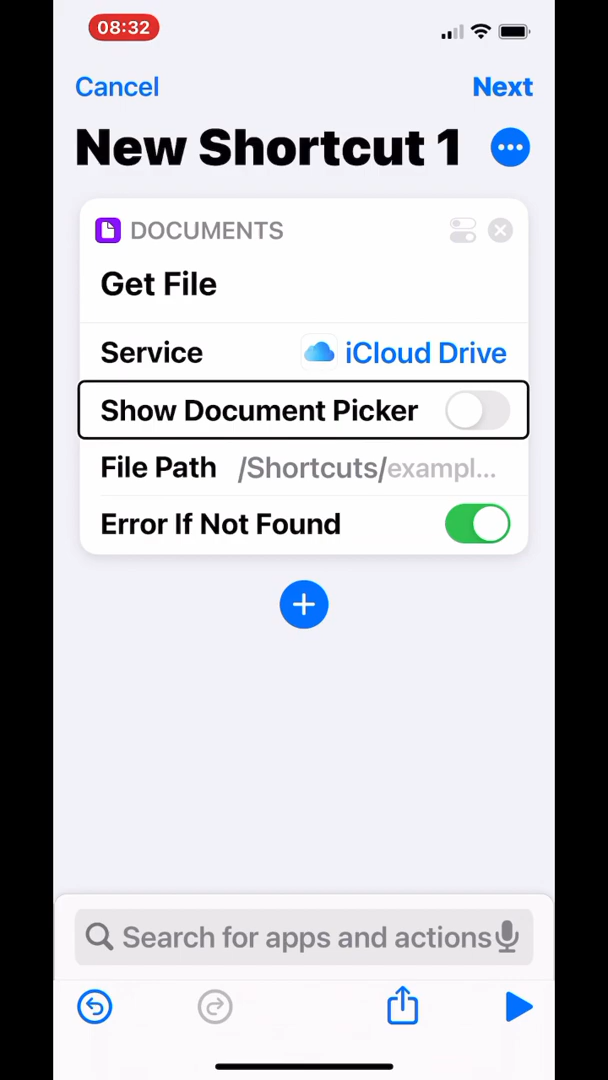 08:32
Cancel
Next
New Shortcut 1
DOCUMENTS
Get File
Service
iCloud Drive
Show Document Picker
File Path /Shortcuts/exampl...
Error If Not Found
Search for apps and actions